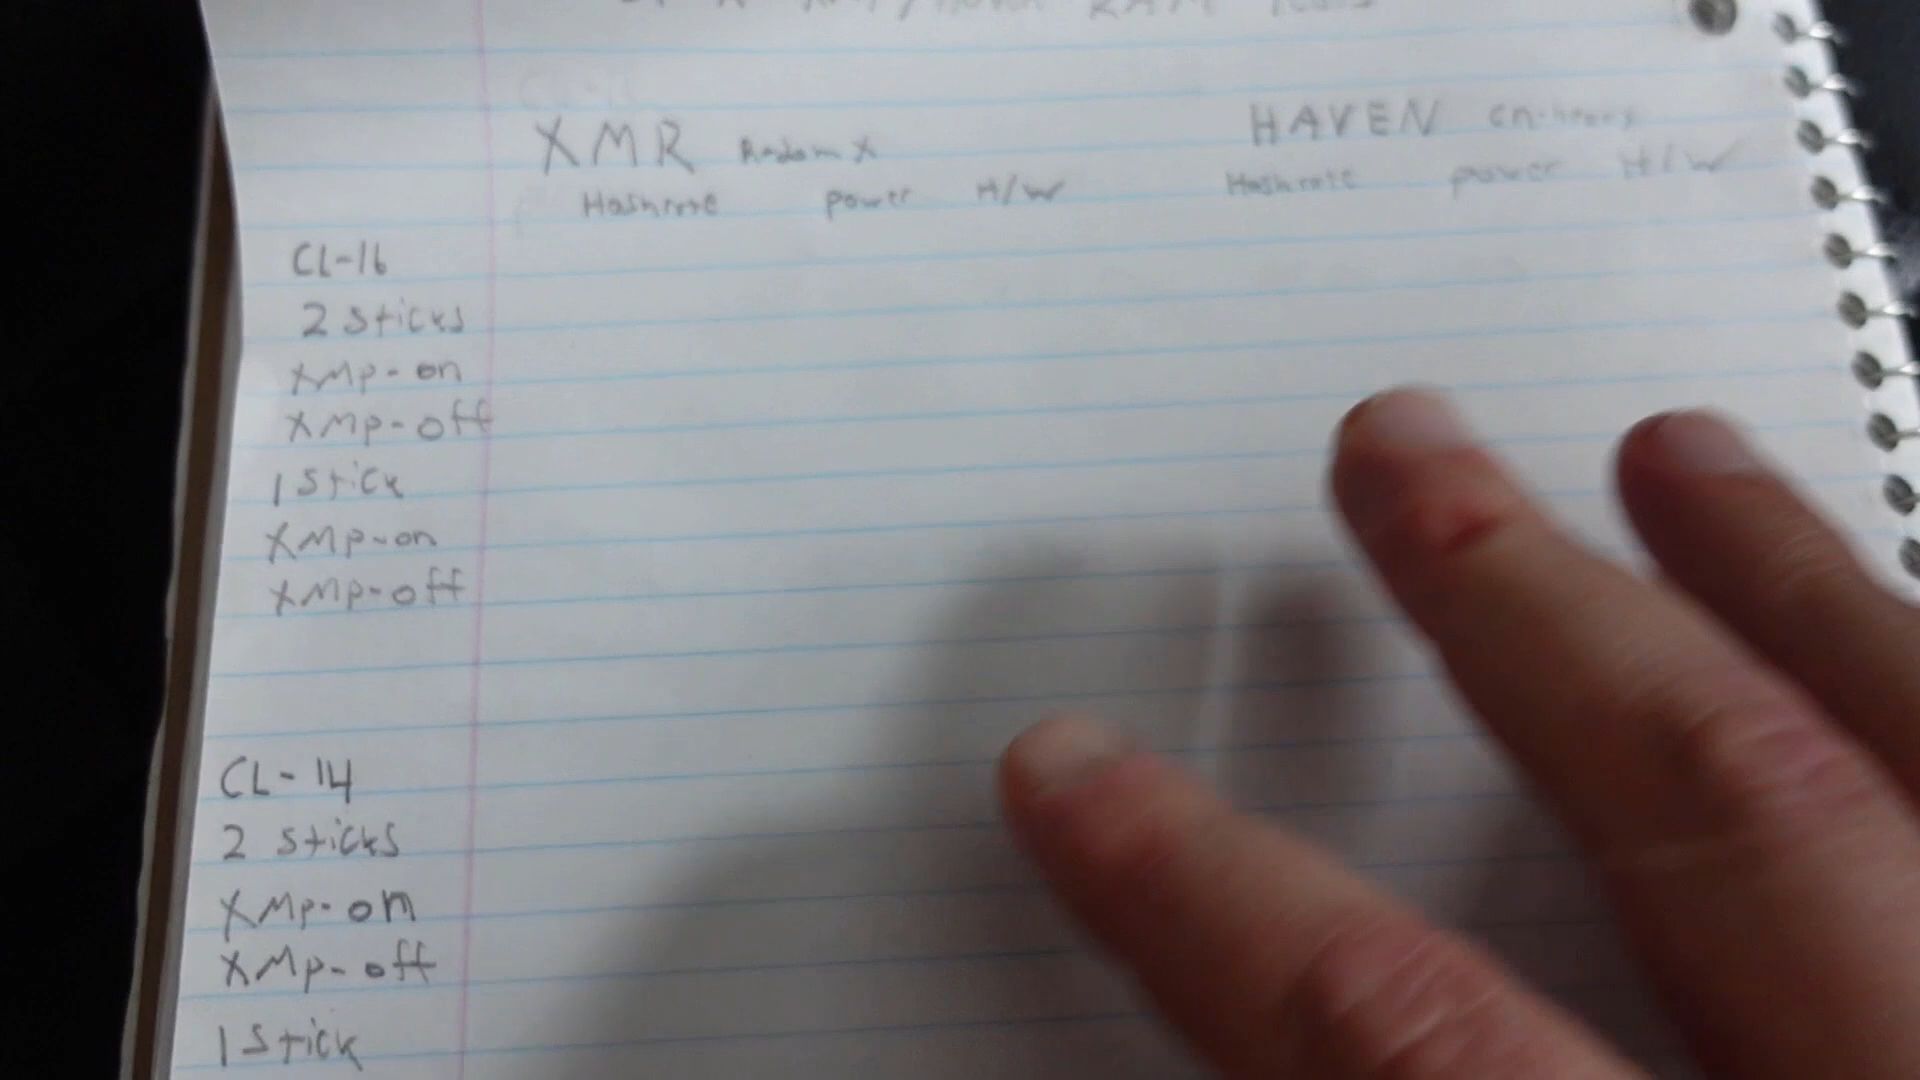 RAM
XMR RandomX
HAVEN
Hashrate power H/W
Hashrate power H/W
CL-16
2 sticks
XMP-on
XMP-off
1 stick
XMP-on
XMP-off
CL-14
2 sticks
XMP-on
XMP-off
1 stick